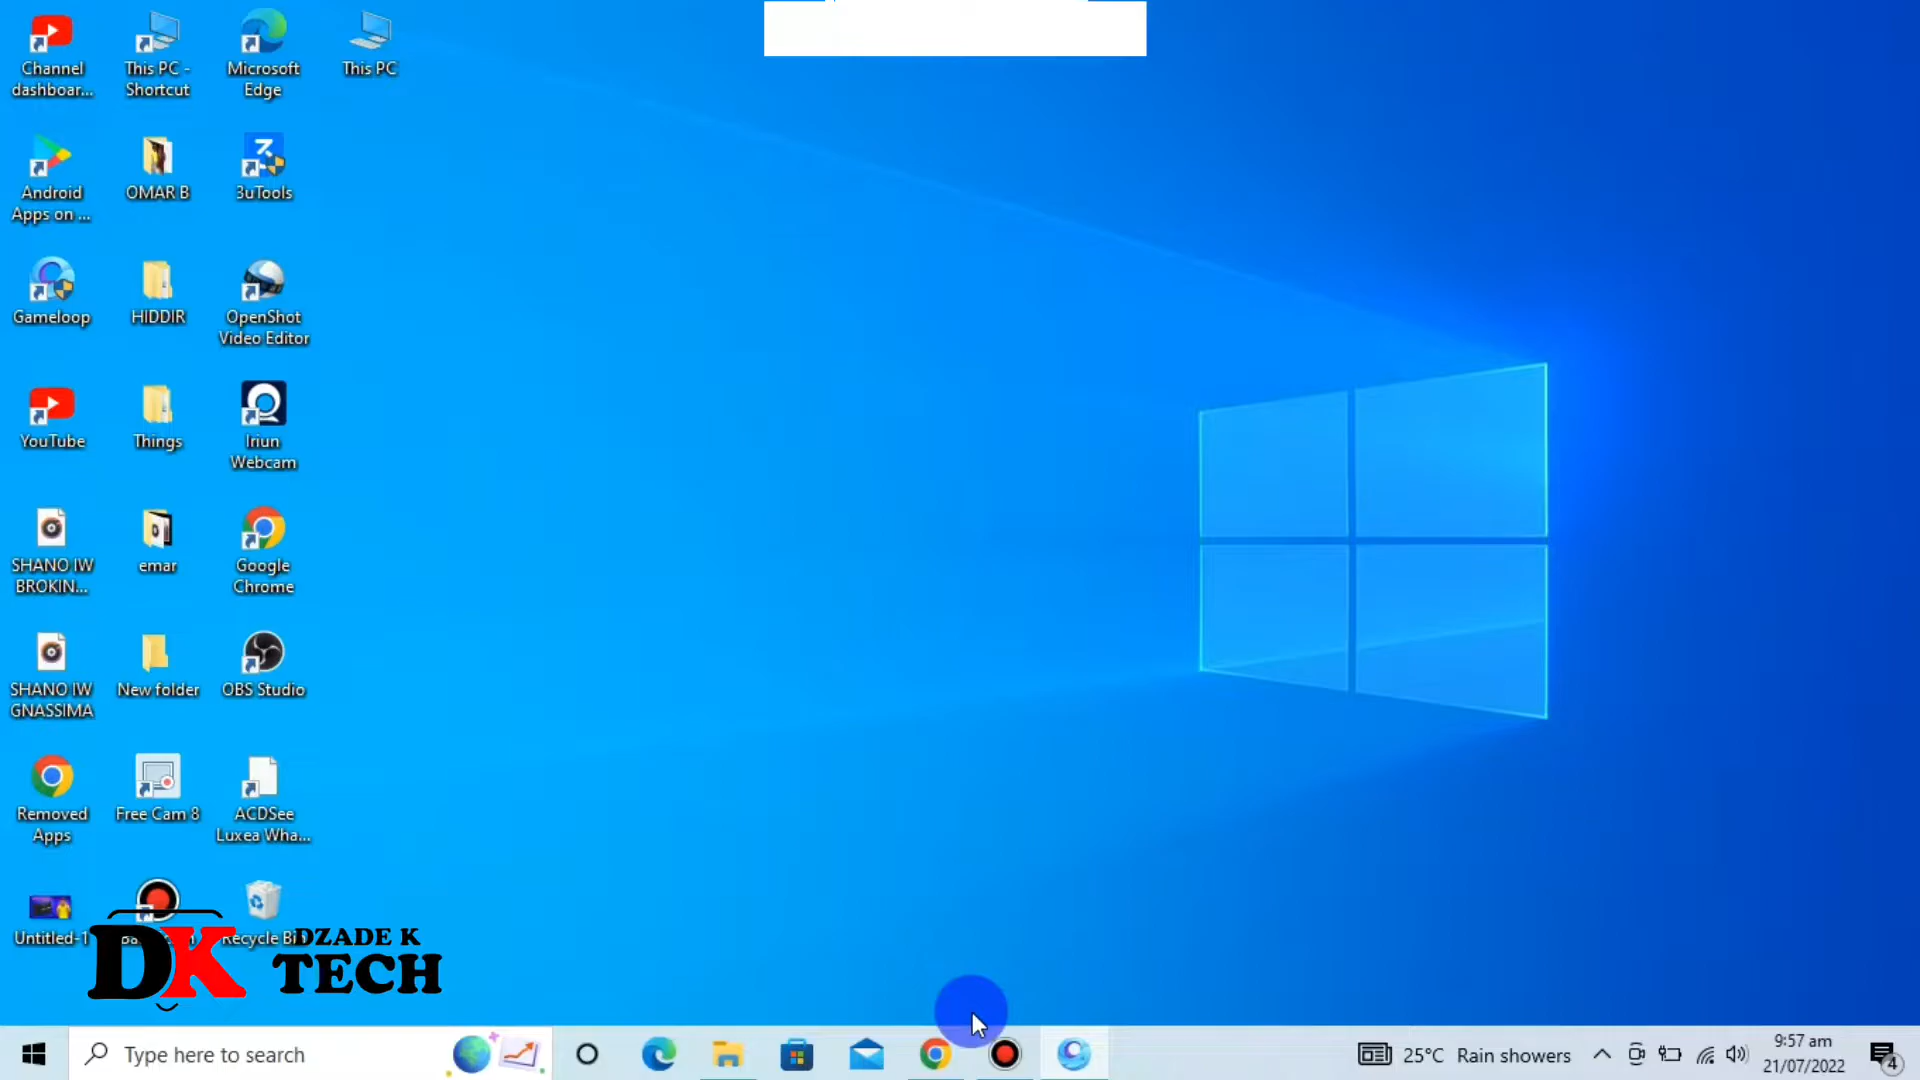 Channel
dashboar...
This PC -
Shortcut
Microsoft
Edge
This PC
Android
Apps on ...
OMAR B
3uTools
Gameloop
HIDDIR
OpenShot
Video Editor
YouTube
Things
Iriun
Webcam
SHANO IW
BROKIN...
emar
Google
Chrome
SHANO IW
GNASSIMA
New folder
OBS Studio
Removed
Apps
Free Cam 8
ACDSee
Luxea Wha...
Untitled-1
Recycle Bin
DK
DZADE K
TECH
Type here to search
25°C Rain showers
9:57 am
21/07/2022
4